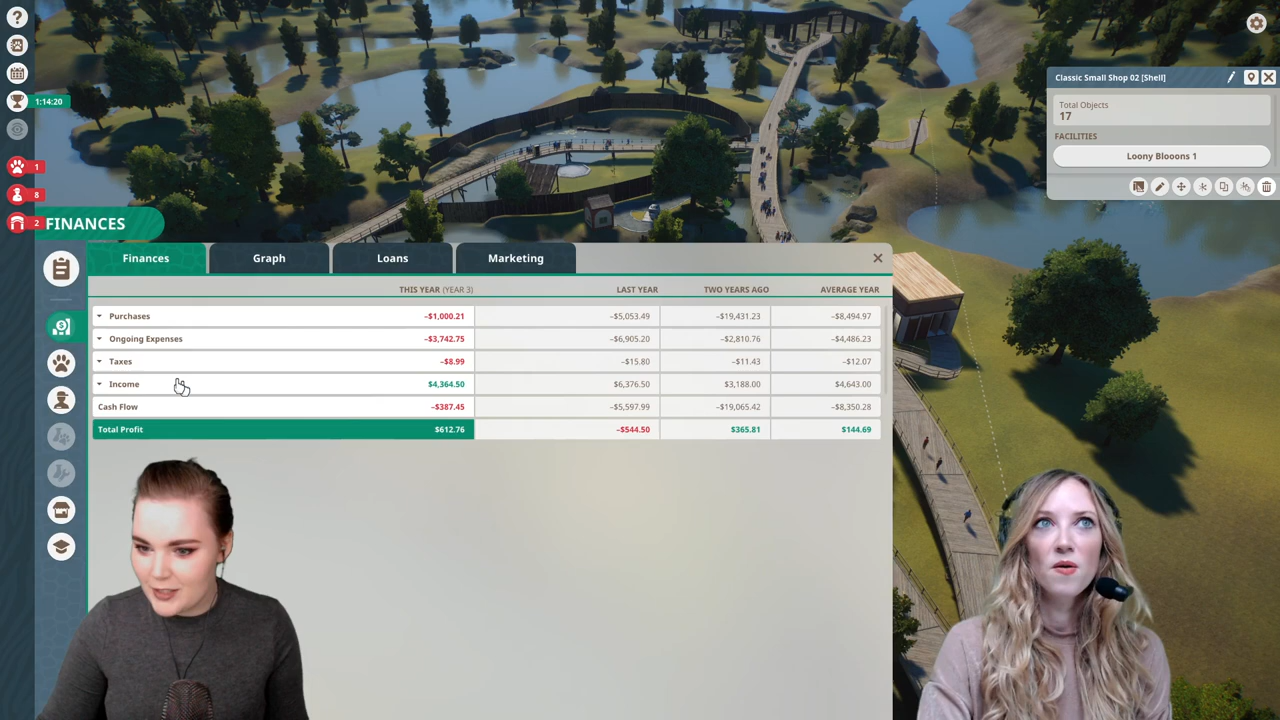 1:14:20
1
8
2
FINANCES
Finances Graph Loans Marketing
THIS YEAR (YEAR 3) LAST YEAR TWO YEARS AGO AVERAGE YEAR
Purchases –$1,000.21 –$5,053.49 –$19,431.23 –$8,494.97
Ongoing Expenses –$3,742.75 –$6,905.20 –$2,810.76 –$4,486.23
Taxes –$8.99 –$15.80 –$11.43 –$12.07
Income $4,364.50 $6,376.50 $3,188.00 $4,643.00
Cash Flow –$387.45 –$5,597.99 –$19,065.42 –$8,350.28
Total Profit $612.76 –$544.50 $365.81 $144.69
Classic Small Shop 02 [Shell]
Total Objects
17
FACILITIES
Loony Blooons 1